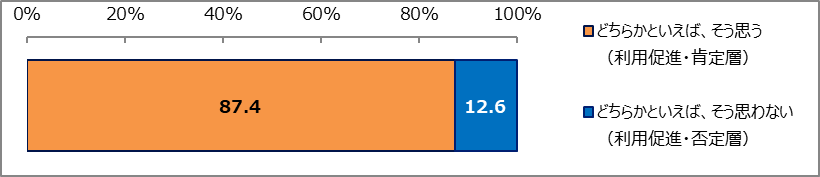 0% 20% 40% 60% 80% 100%
87.4 12.6
どちらかといえば、そう思う
（利用促進・肯定層）
どちらかといえば、そう思わない
（利用促進・否定層）